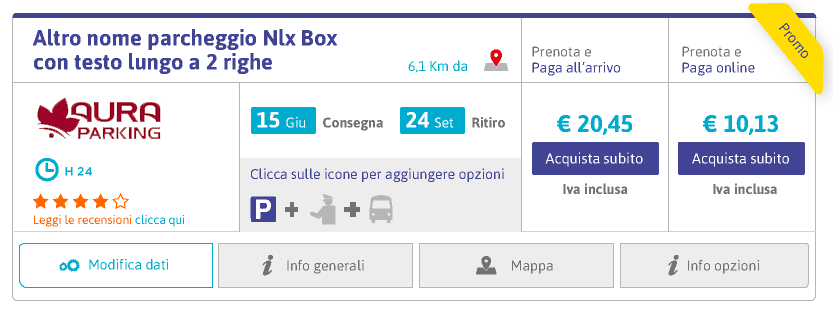 Altro nome parcheggio Nlx Box
con testo lungo a 2 righe
6,1 Km da
Prenota e
Paga all'arrivo
Prenota e
Paga online
Promo
AURA
PARKING
H 24
Leggi le recensioni clicca qui
15 Giu Consegna 24 Set Ritiro
Clicca sulle icone per aggiungere opzioni
P + +
€ 20,45
Acquista subito
Iva inclusa
€ 10,13
Acquista subito
Iva inclusa
Modifica dati
i Info generali
Mappa
i Info opzioni